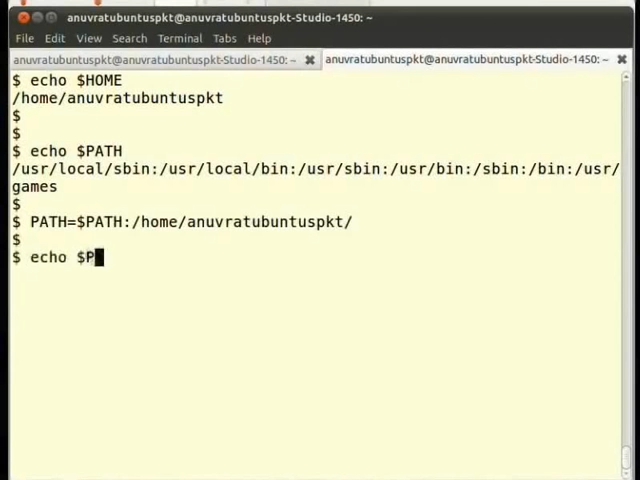 anuvratubuntuspkt@anuvratubuntuspkt-Studio-1450: ~
File Edit View Search Terminal Tabs Help
anuvratubuntuspkt@anuvratubuntuspkt-Studio-1450: ~ anuvratubuntuspkt@anuvratubuntuspkt-Studio-1450: ~
$ echo $HOME
/home/anuvratubuntuspkt
$
$
$ echo $PATH
/usr/local/sbin:/usr/local/bin:/usr/sbin:/usr/bin:/sbin:/bin:/usr/
games
$
$ PATH=$PATH:/home/anuvratubuntuspkt/
$
$ echo $P